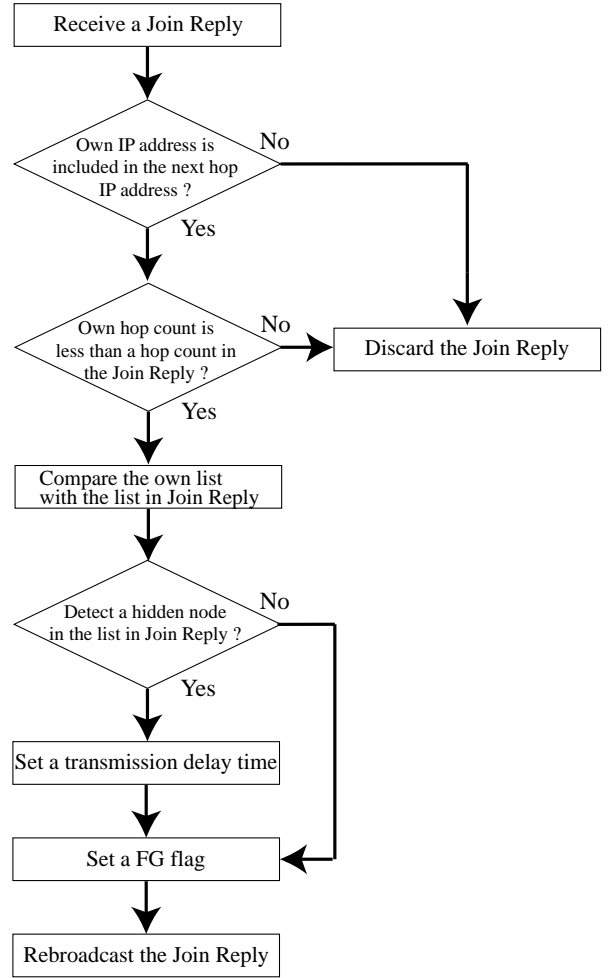 Receive a Join Reply
Own IP address is
included in the next hop
IP address ?
No
Yes
Own hop count is
less than a hop count in
the Join Reply ?
No
Discard the Join Reply
Yes
Compare the own list
with the list in Join Reply
Detect a hidden node
in the list in Join Reply ?
No
Yes
Set a transmission delay time
Set a FG flag
Rebroadcast the Join Reply